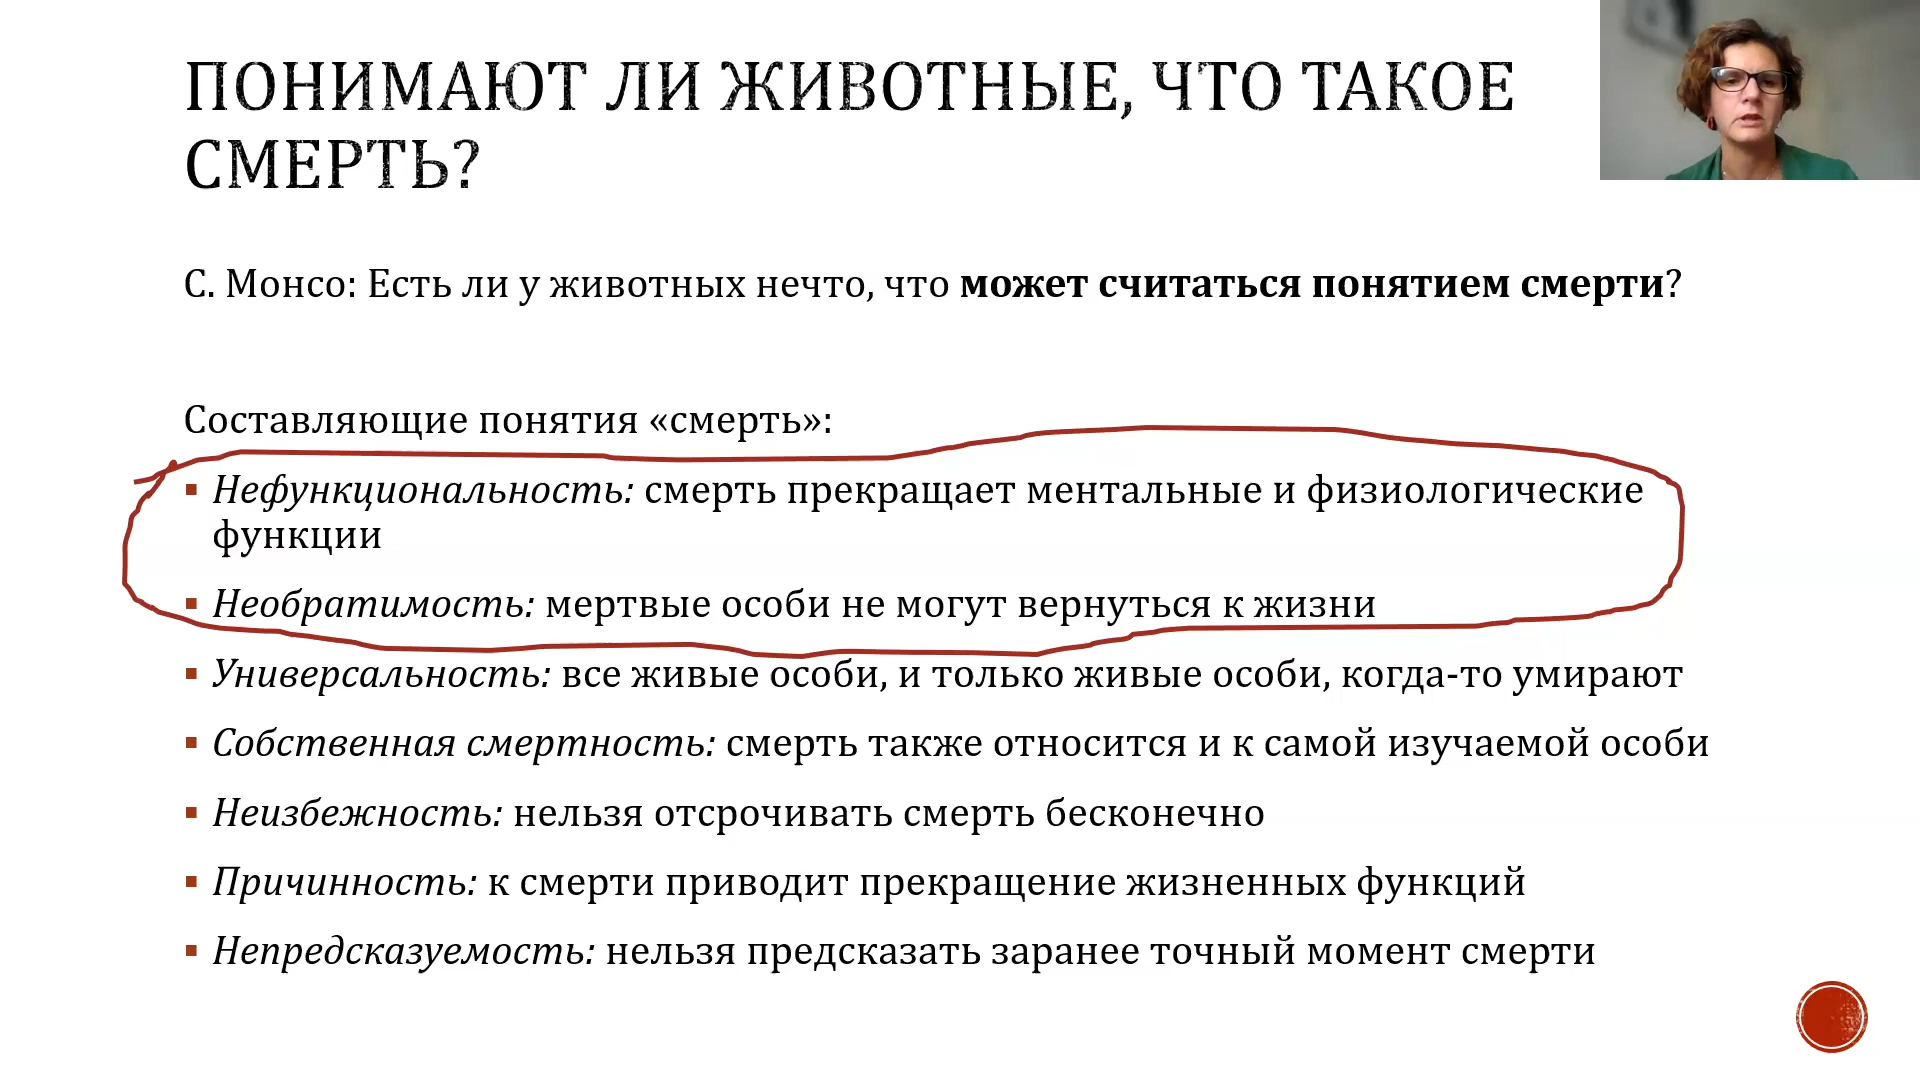 ПОНИМАЮТ ЛИ ЖИВОТНЫЕ, ЧТО ТАКОЕ
СМЕРТЬ?
С. Монсо: Есть ли у животных нечто, что может считаться понятием смерти?
Составляющие понятия «смерть»:
▪ Нефункциональность: смерть прекращает ментальные и физиологические
функции
▪ Необратимость: мертвые особи не могут вернуться к жизни
▪ Универсальность: все живые особи, и только живые особи, когда-то умирают
▪ Собственная смертность: смерть также относится и к самой изучаемой особи
▪ Неизбежность: нельзя отсрочивать смерть бесконечно
▪ Причинность: к смерти приводит прекращение жизненных функций
▪ Непредсказуемость: нельзя предсказать заранее точный момент смерти